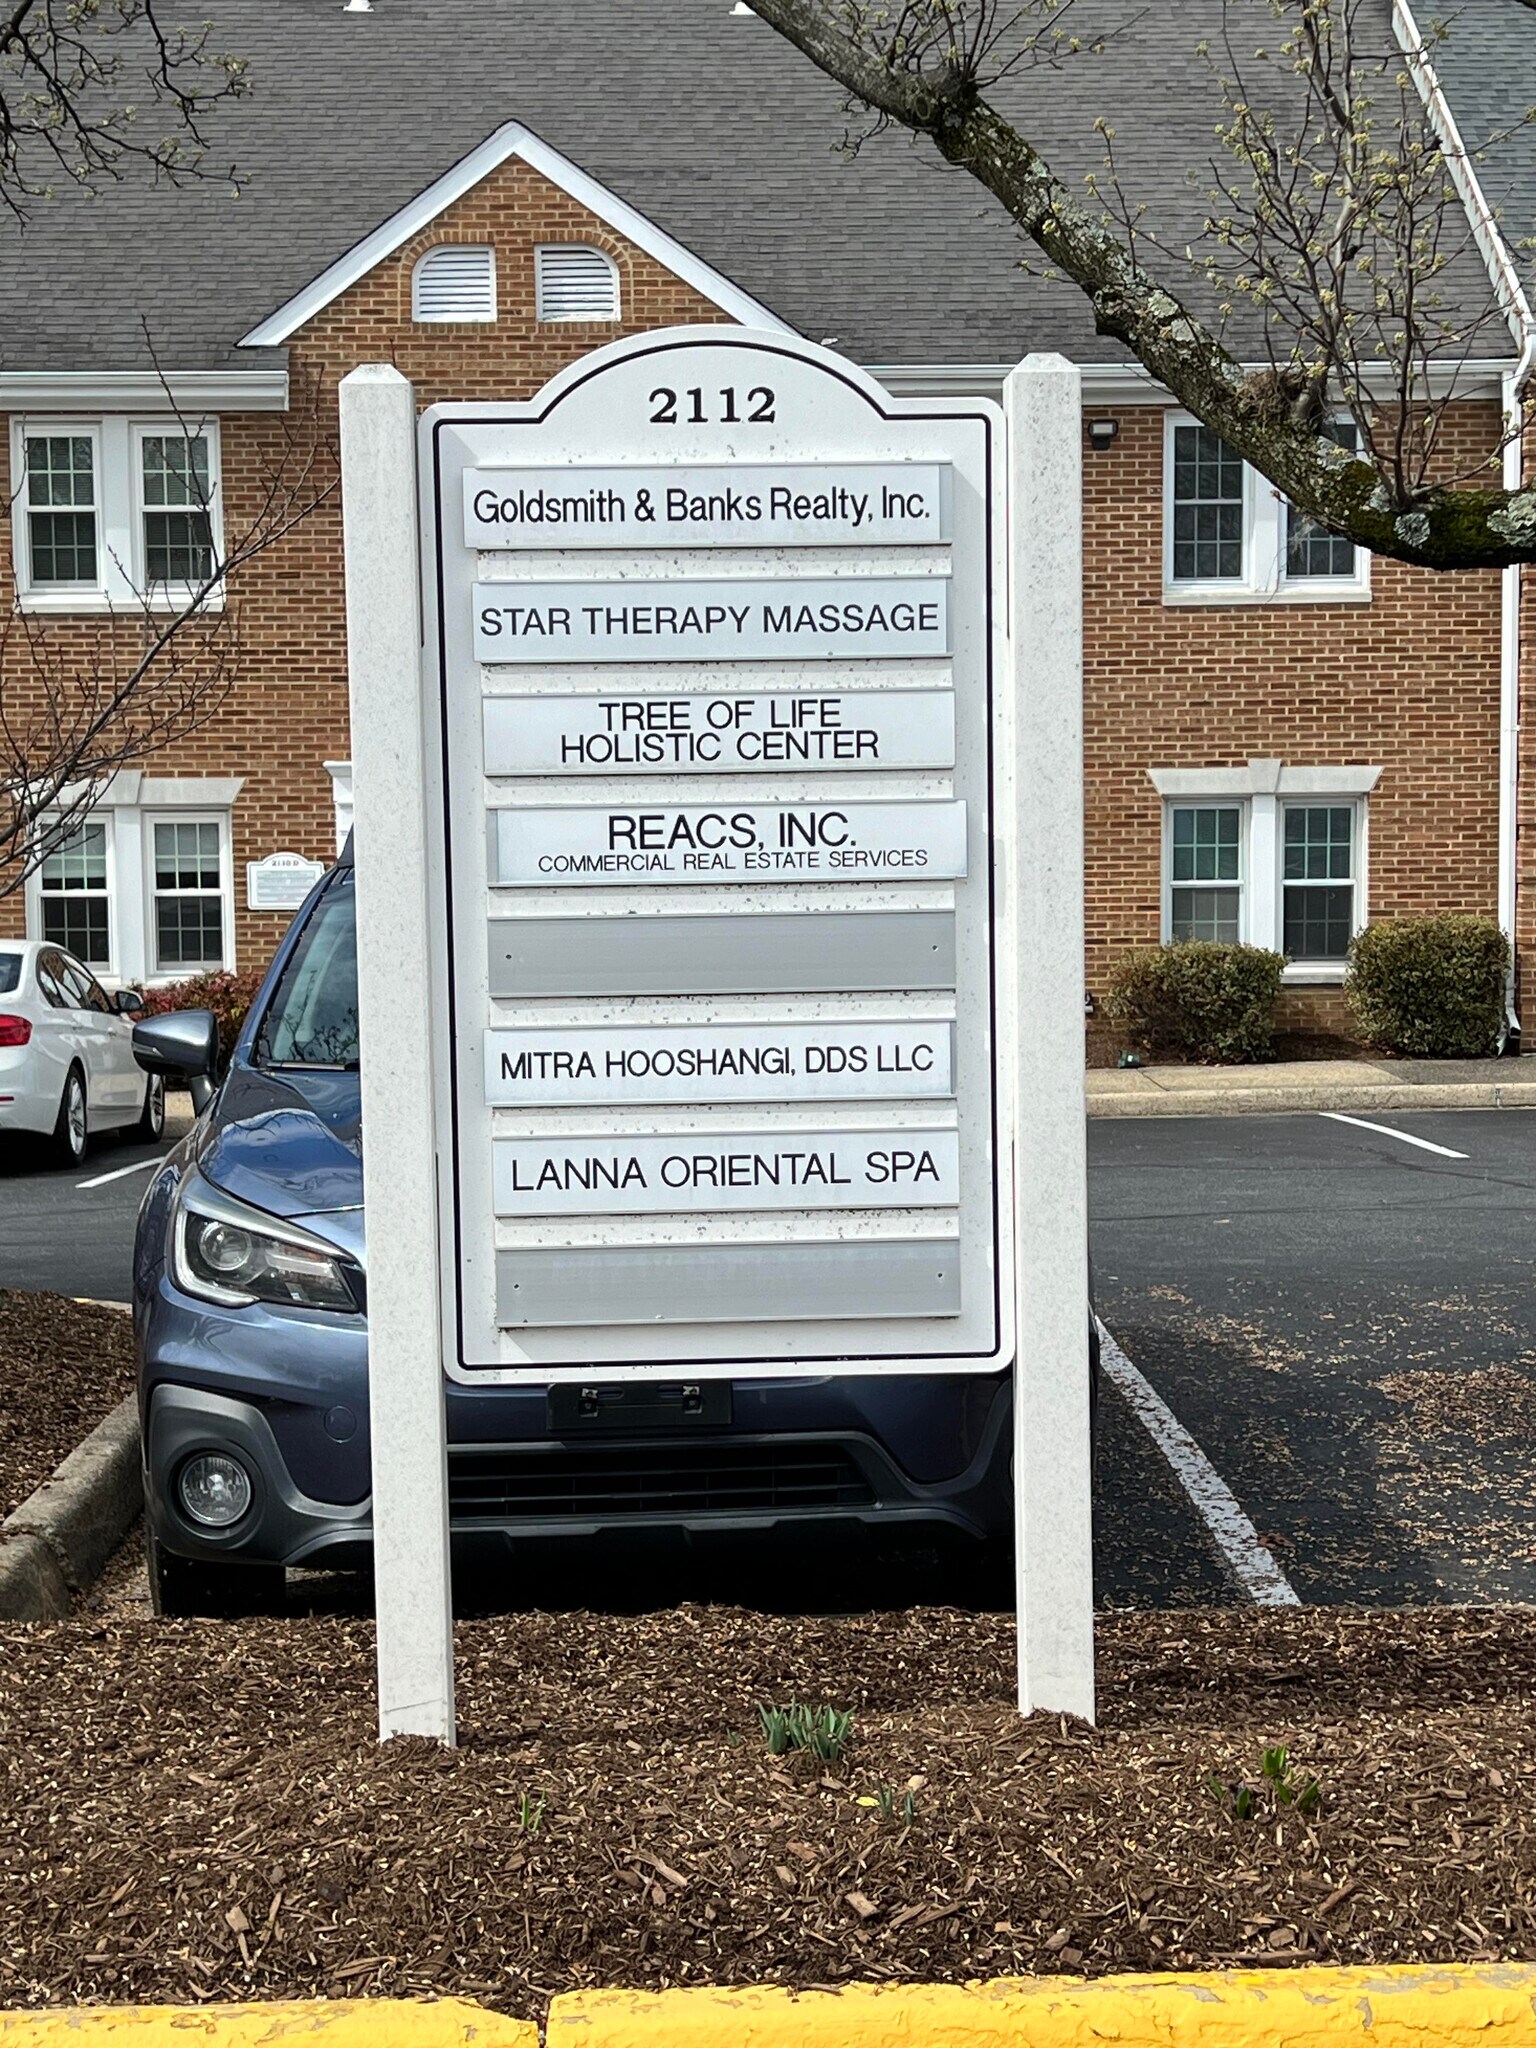 2112
Goldsmith & Banks Realty, Inc.
STAR THERAPY MASSAGE
TREE OF LIFE
HOLISTIC CENTER
REACS, INC.
COMMERCIAL REAL ESTATE SERVICES
MITRA HOOSHANGI, DDS LLC
LANNA ORIENTAL SPA